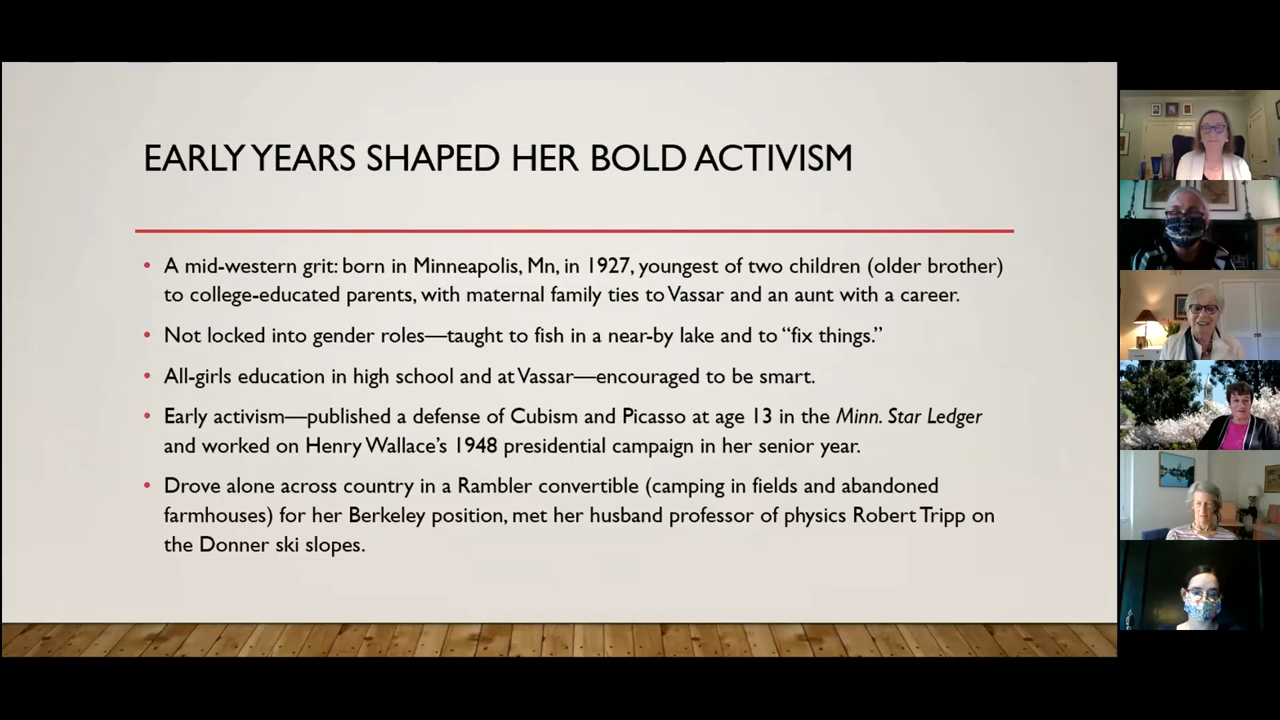 EARLY YEARS SHAPED HER BOLD ACTIVISM
• A mid-western grit: born in Minneapolis, Mn, in 1927, youngest of two children (older brother)
to college-educated parents, with maternal family ties to Vassar and an aunt with a career.
• Not locked into gender roles—taught to fish in a near-by lake and to “fix things.”
• All-girls education in high school and at Vassar—encouraged to be smart.
• Early activism—published a defense of Cubism and Picasso at age 13 in the Minn. Star Ledger
and worked on Henry Wallace’s 1948 presidential campaign in her senior year.
• Drove alone across country in a Rambler convertible (camping in fields and abandoned
farmhouses) for her Berkeley position, met her husband professor of physics Robert Tripp on
the Donner ski slopes.